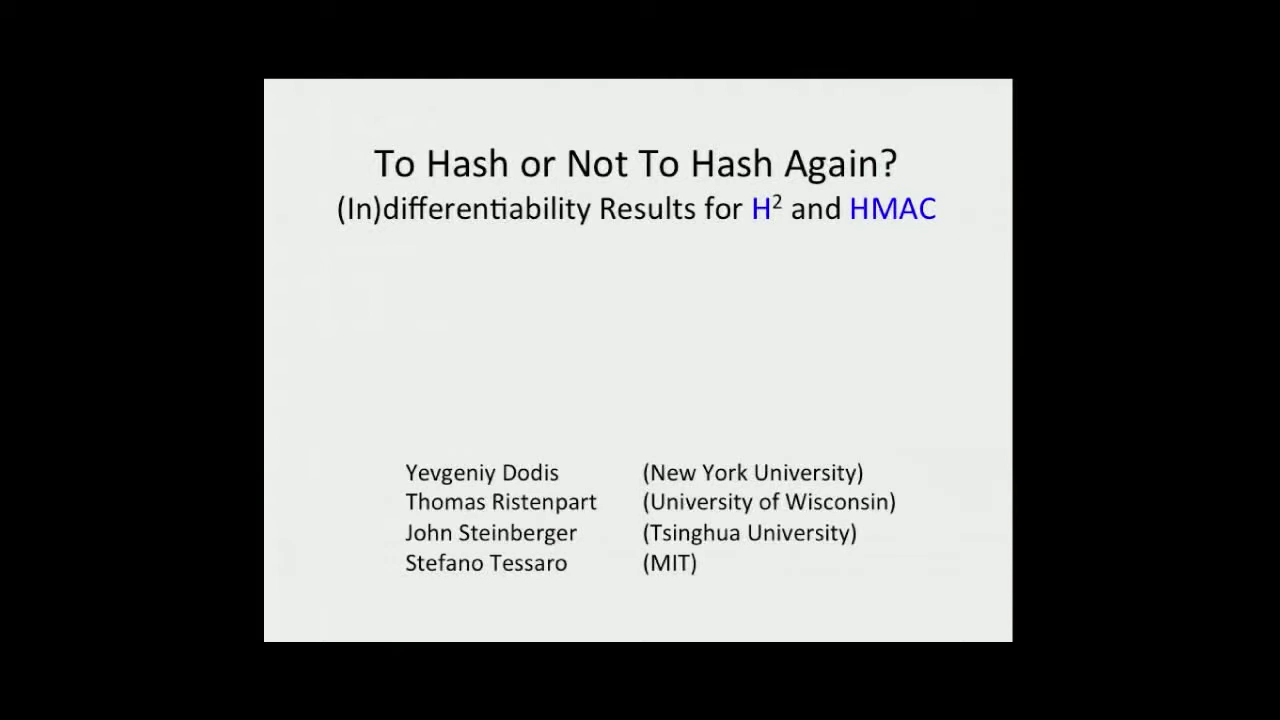 To Hash or Not To Hash Again?
(In)differentiability Results for H² and HMAC
Yevgeniy Dodis (New York University)
Thomas Ristenpart (University of Wisconsin)
John Steinberger (Tsinghua University)
Stefano Tessaro (MIT)